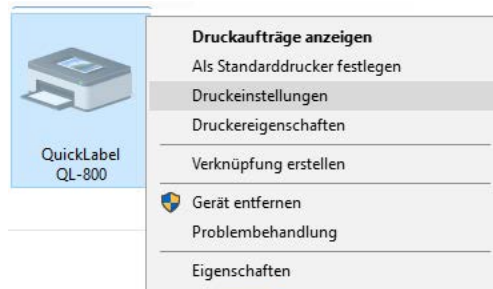 QuickLabel
QL-800
Druckaufträge anzeigen
Als Standarddrucker festlegen
Druckeinstellungen
Druckereigenschaften
Verknüpfung erstellen
Gerät entfernen
Problembehandlung
Eigenschaften